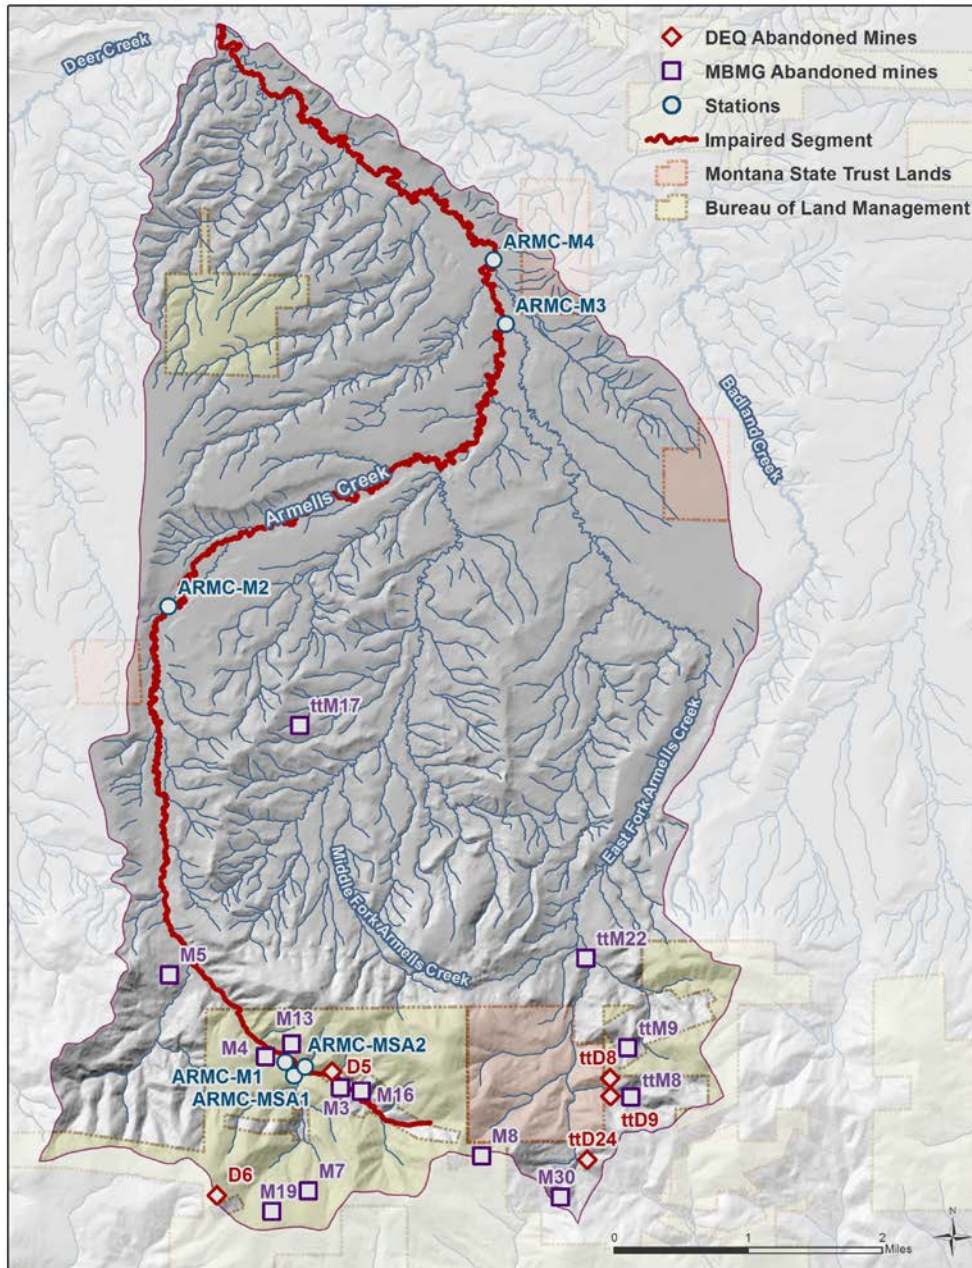 Deer Creek
DEQ Abandoned Mines
MBMG Abandoned mines
Stations
Impaired Segment
Montana State Trust Lands
Bureau of Land Management
ARMC-M4
ARMC-M3
Badland Creek
Armells Creek
ARMC-M2
ttM17
East Fork Armells Creek
Middle Fork Armells Creek
M5
ttM22
M13
ttM9
M4
ARMC-MSA2
ttD8
ARMC-M1
D5
ttM8
ARMC-MSA1
M3
M16
ttD9
M8
ttD24
D6
M7
M19
M30
N
0
1
2
Miles